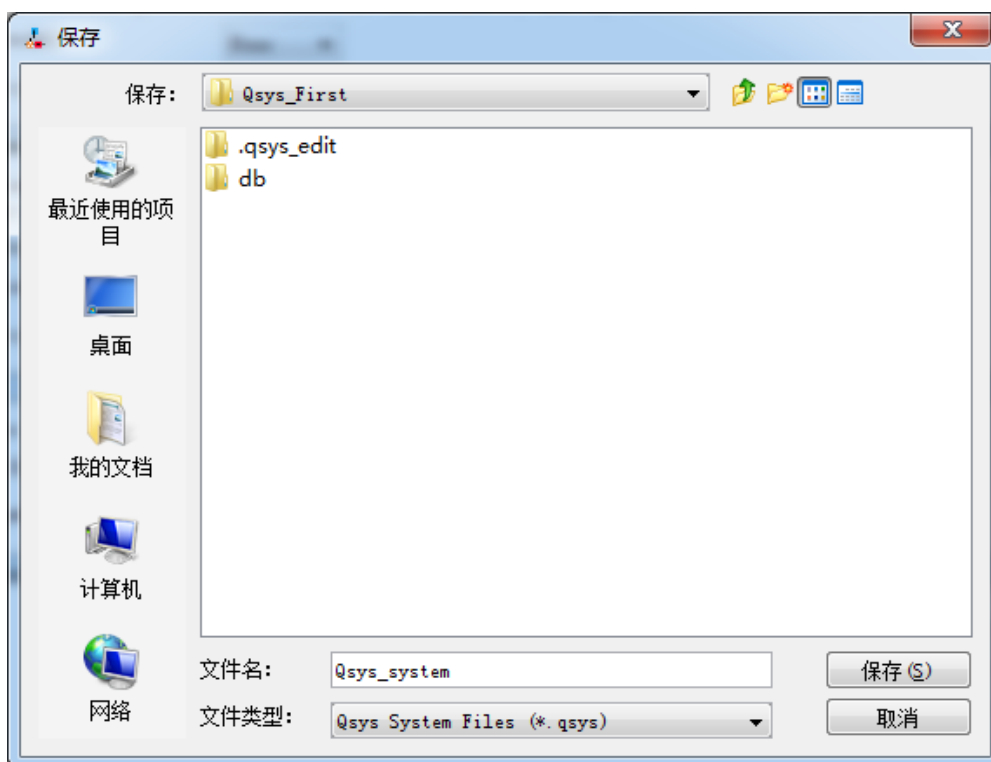 保存
保存:
Qsys_First
.qsys_edit
db
最近使用的项
目
桌面
我的文档
计算机
网络
文件名:
Qsys_system
保存(S)
文件类型:
Qsys System Files (*.qsys)
取消